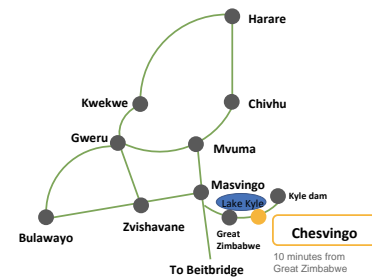 Harare
Kwekwe
Chivhu
Gweru
Mvuma
Masvingo
Lake Kyle
Kyle dam
Great
Zimbabwe
Chesvingo
Bulawayo
Zvishavane
10 minutes from
Great Zimbabwe
To Beitbridge